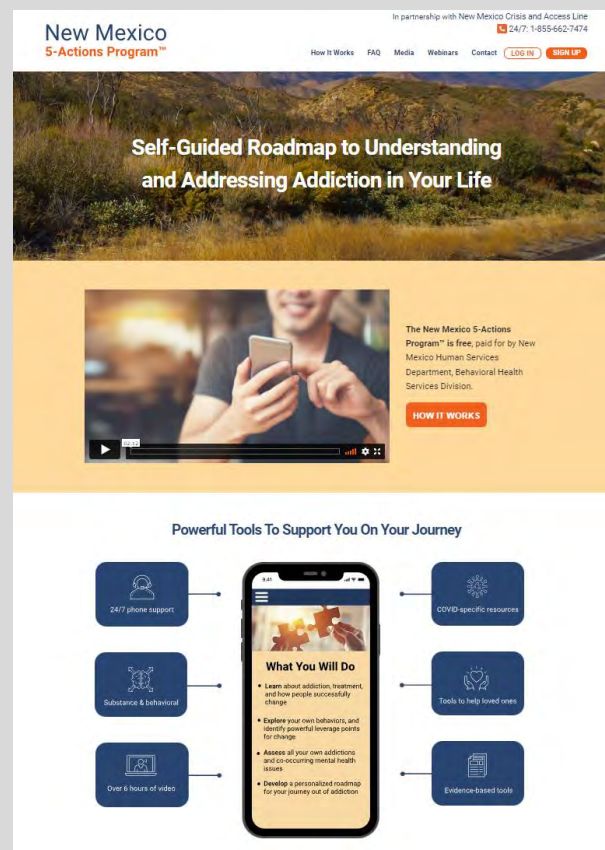 In partnership with New Mexico Crisis and Access Line
24/7: 1-855-662-7474
New Mexico
5-Actions Program™
How It Works FAQ Media Webinars Contact LOG IN SIGN UP
Self-Guided Roadmap to Understanding
and Addressing Addiction in Your Life
The New Mexico 5-Actions
Program™ is free, paid for by New
Mexico Human Services
Department, Behavioral Health
Services Division.
HOW IT WORKS
02:12
Powerful Tools To Support You On Your Journey
24/7 phone support
Substance & behavioral
Over 6 hours of video
9:41
What You Will Do
• Learn about addiction, treatment,
and how people successfully
change
• Explore your own behaviors, and
identify powerful leverage points
for change
• Assess all your own addictions
and co-occurring mental health
issues
• Develop a personalized roadmap
for your journey out of addiction
COVID-specific resources
Tools to help loved ones
Evidence-based tools